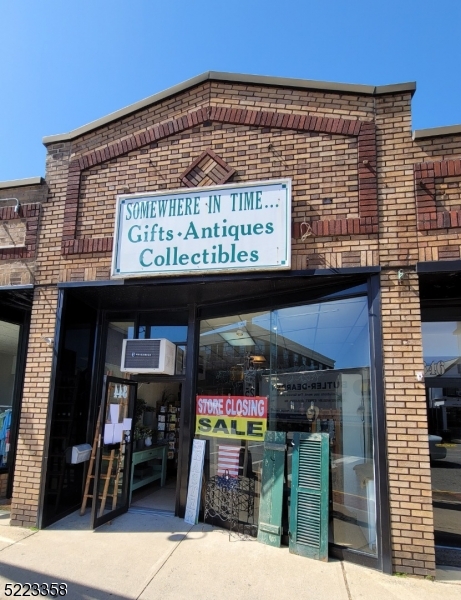 SOMEWHERE IN TIME...
Gifts · Antiques
Collectibles
STORE CLOSING
SALE
5223358